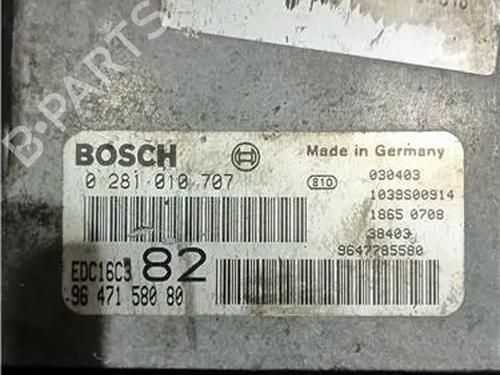 B-PARTS
BOSCH
Made in Germany
0 281 010 707
810
030403
1039S00914
1865 0708
38403
9647785580
EDC16C3
82
96 471 580 80